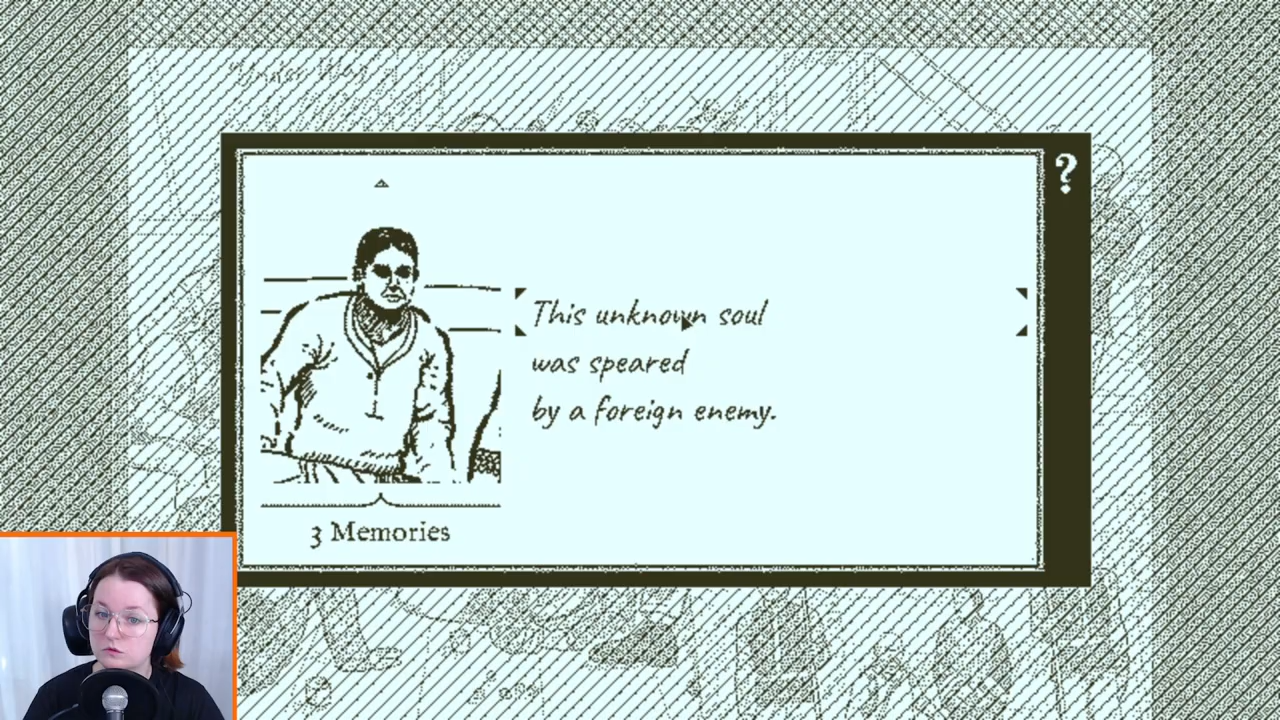 ?
This unknown soul
was speared
by a foreign enemy.
3 Memories